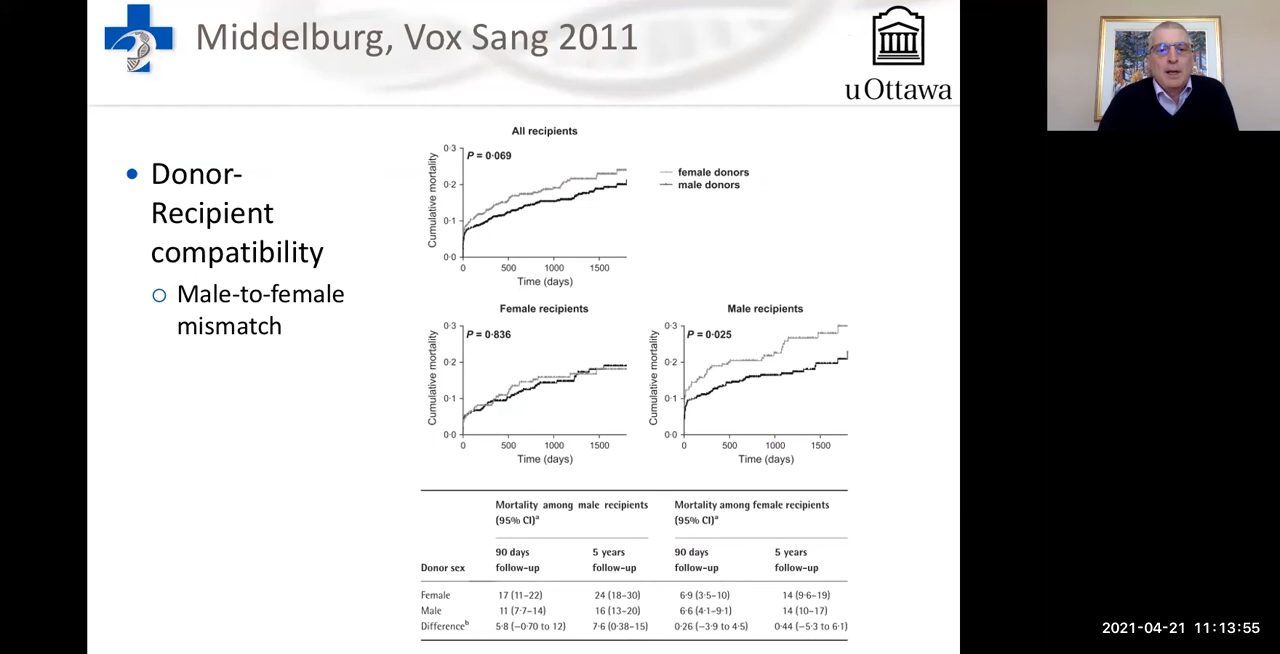 Middelburg, Vox Sang 2011
uOttawa
Donor-
Recipient
compatibility
Male-to-female
mismatch
All recipients
P = 0·069
Cumulative mortality
0·3
0·2
0·1
0·0
0 500 1000 1500
Time (days)
female donors
male donors
Female recipients
P = 0·836
Cumulative mortality
0·3
0·2
0·1
0·0
0 500 1000 1500
Time (days)
Male recipients
P = 0·025
Cumulative mortality
0·3
0·2
0·1
0·0
0 500 1000 1500
Time (days)
Mortality among male recipients Mortality among female recipients
(95% CI)a (95% CI)a
90 days 5 years 90 days 5 years
Donor sex follow-up follow-up follow-up follow-up
Female 17 (11–22) 24 (18–30) 6·9 (3·5–10) 14 (9·6–19)
Male 11 (7·7–14) 16 (13–20) 6·6 (4·1–9·1) 14 (10–17)
Differenceb 5·8 (−0·70 to 12) 7·6 (0·38–15) 0·26 (−3·9 to 4·5) 0·44 (−5·3 to 6·1)
2021-04-21 11:13:55